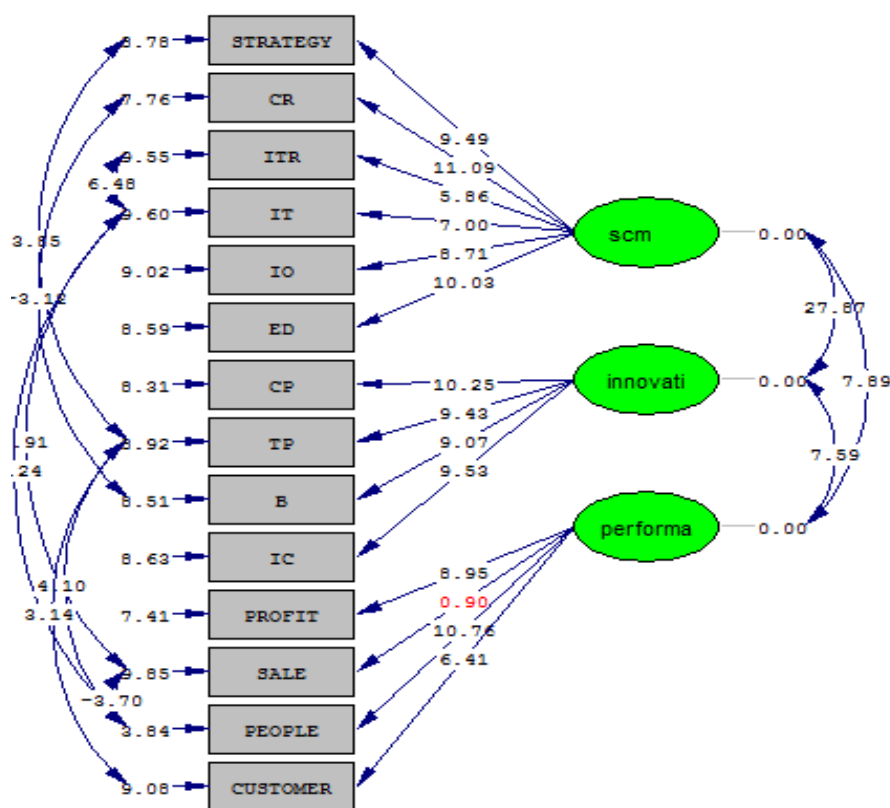 8.78 STRATEGY
7.76 CR
9.49
11.09
9.55 ITR
5.86
6.48
9.60 IT
7.00
scm 0.00
8.71
9.02 IO
10.03
-3.12
27.87
8.59 ED
8.31 CP
10.25
innovati 0.00
7.89
9.43
8.92 TP
9.07
.91
7.59
.24
9.53
8.51 B
performa 0.00
8.63 IC
8.95
4.10
0.90
3.14
7.41 PROFIT
10.76
6.41
9.85 SALE
-3.70
3.84 PEOPLE
9.08 CUSTOMER